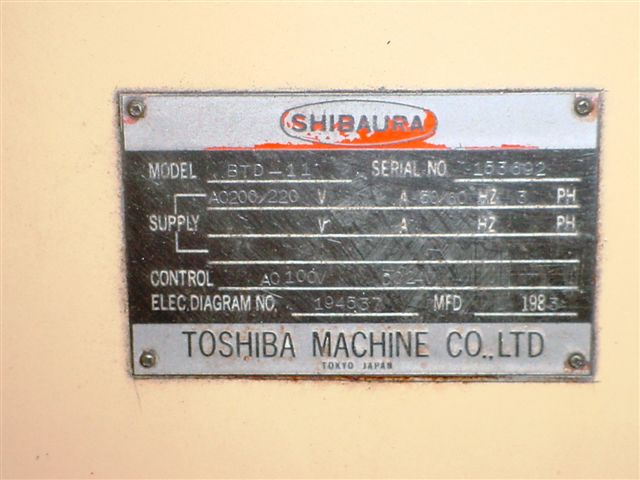 SHIBAURA
MODEL BTD-11 SERIAL NO. 153692
AC200/220 V A 50/60 HZ 3 PH
SUPPLY V A HZ PH
CONTROL AC100V
ELEC.DIAGRAM NO. 194537 MFD 1983
TOSHIBA MACHINE CO.,LTD
TOKYO JAPAN